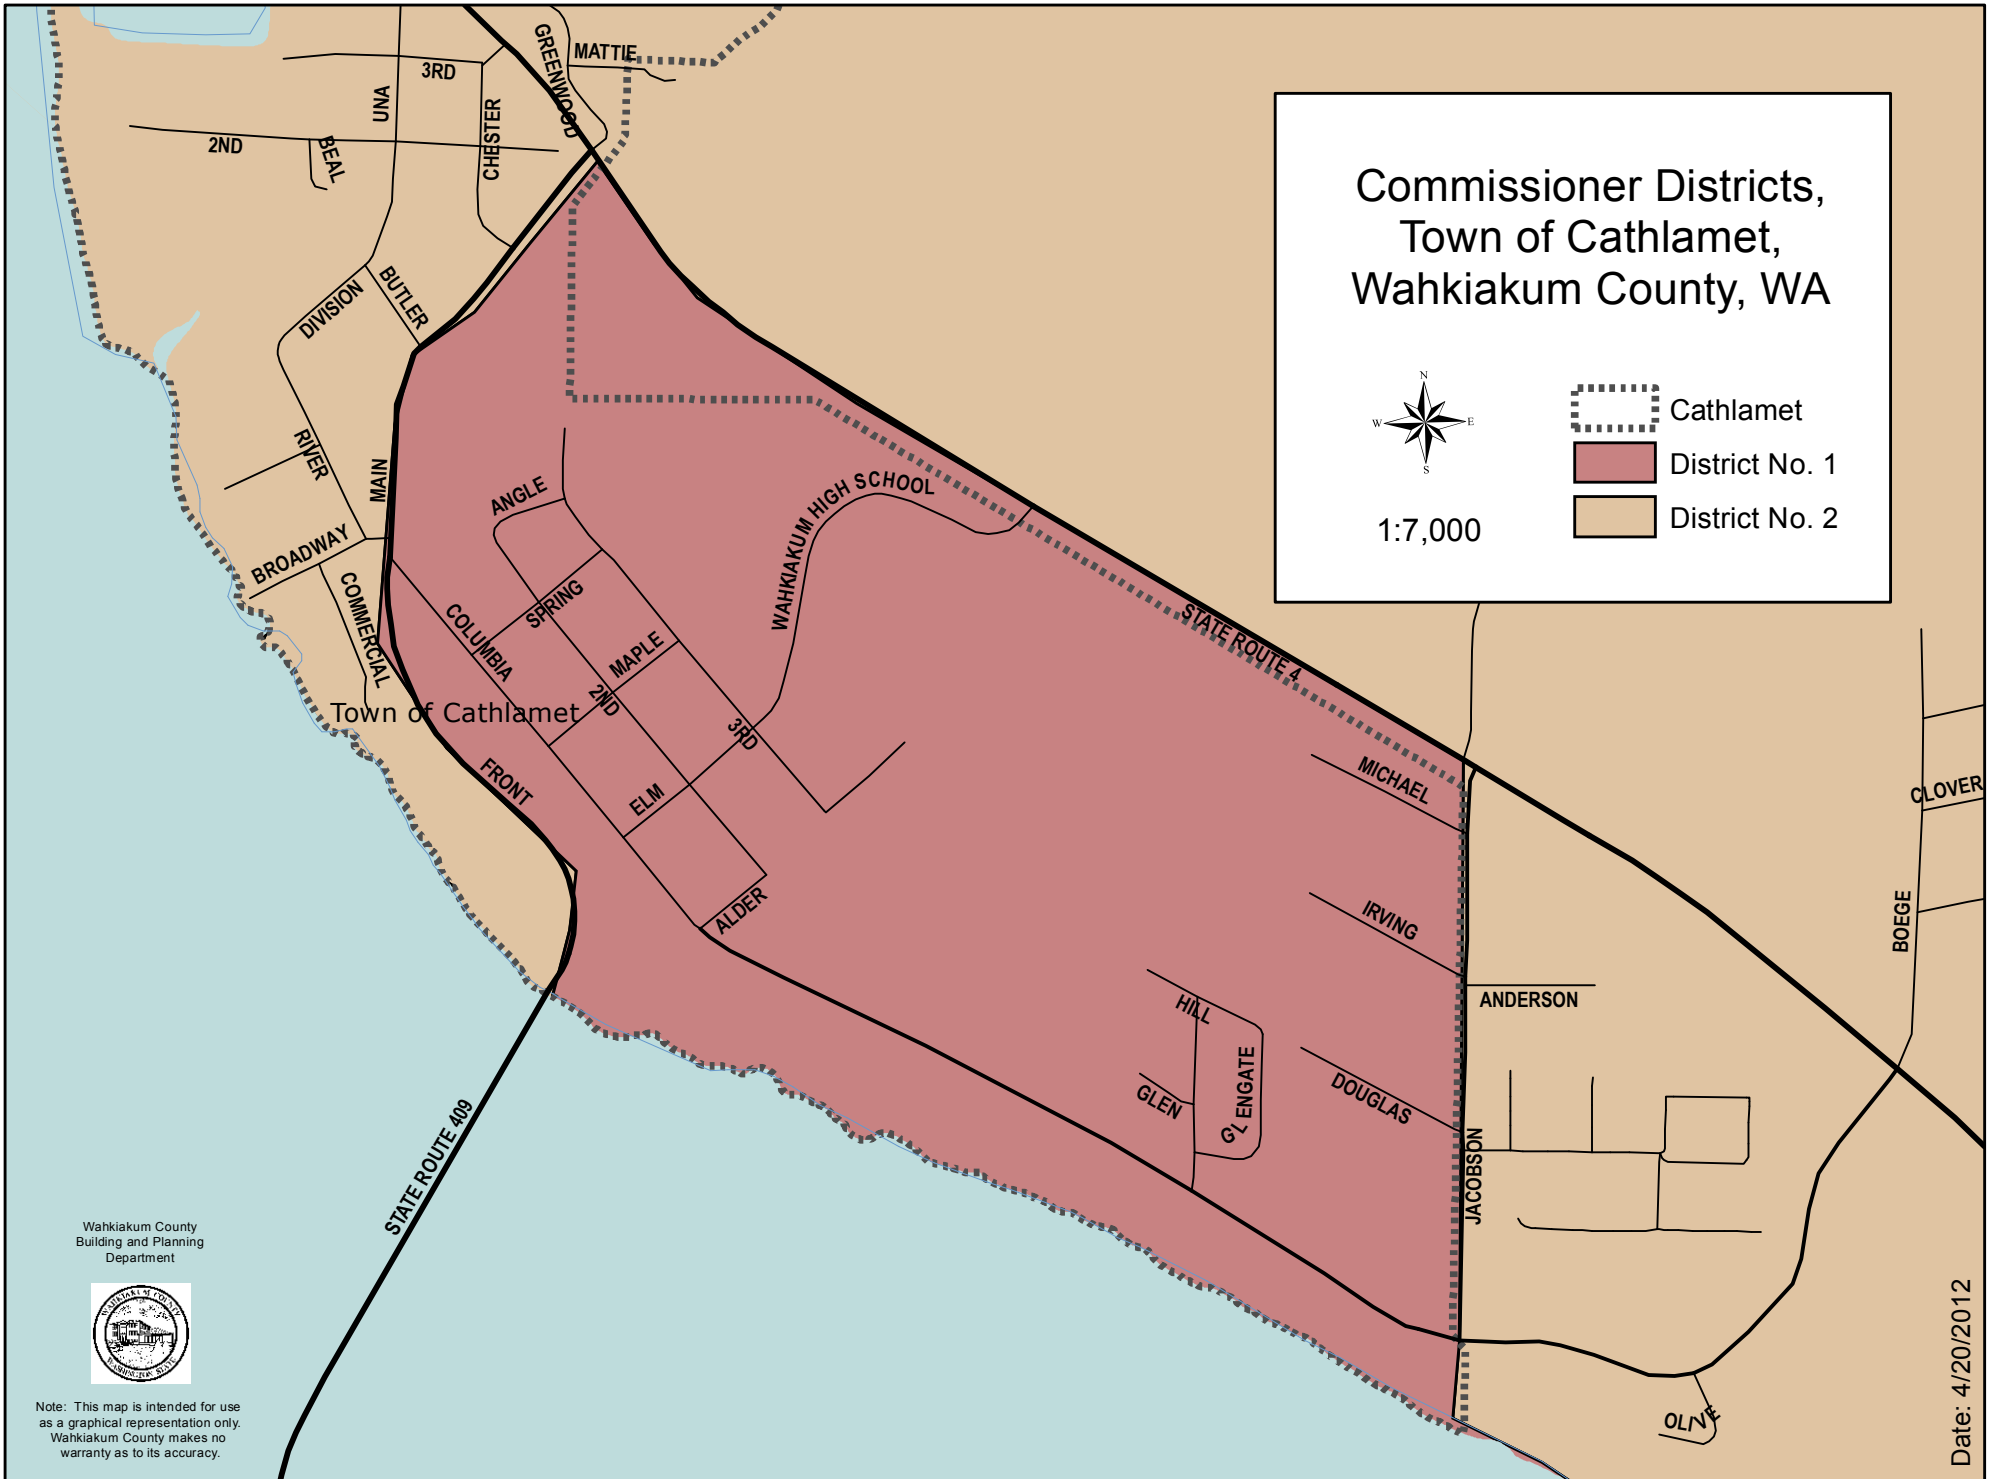 GREENWOOD
MATTIE
3RD
UNA
CHESTER
2ND
BEAL
Commissioner Districts,
Town of Cathlamet,
Wahkiakum County, WA
N
W
E
S
1:7,000
Cathlamet
District No. 1
District No. 2
DIVISION
BUTLER
RIVER
MAIN
ANGLE
WAHKIAKUM HIGH SCHOOL
BROADWAY
COMMERCIAL
COLUMBIA
SPRING
MAPLE
2ND
3RD
STATE ROUTE 4
Town of Cathlamet
FRONT
ELM
ALDER
MICHAEL
CLOVER
IRVING
BOEGE
ANDERSON
HILL
GLENGATE
GLEN
DOUGLAS
JACOBSON
STATE ROUTE 409
OLIVE
Wahkiakum County
Building and Planning
Department
WAHKIAKUM COUNTY
WASHINGTON STATE
Note: This map is intended for use
as a graphical representation only.
Wahkiakum County makes no
warranty as to its accuracy.
Date: 4/20/2012